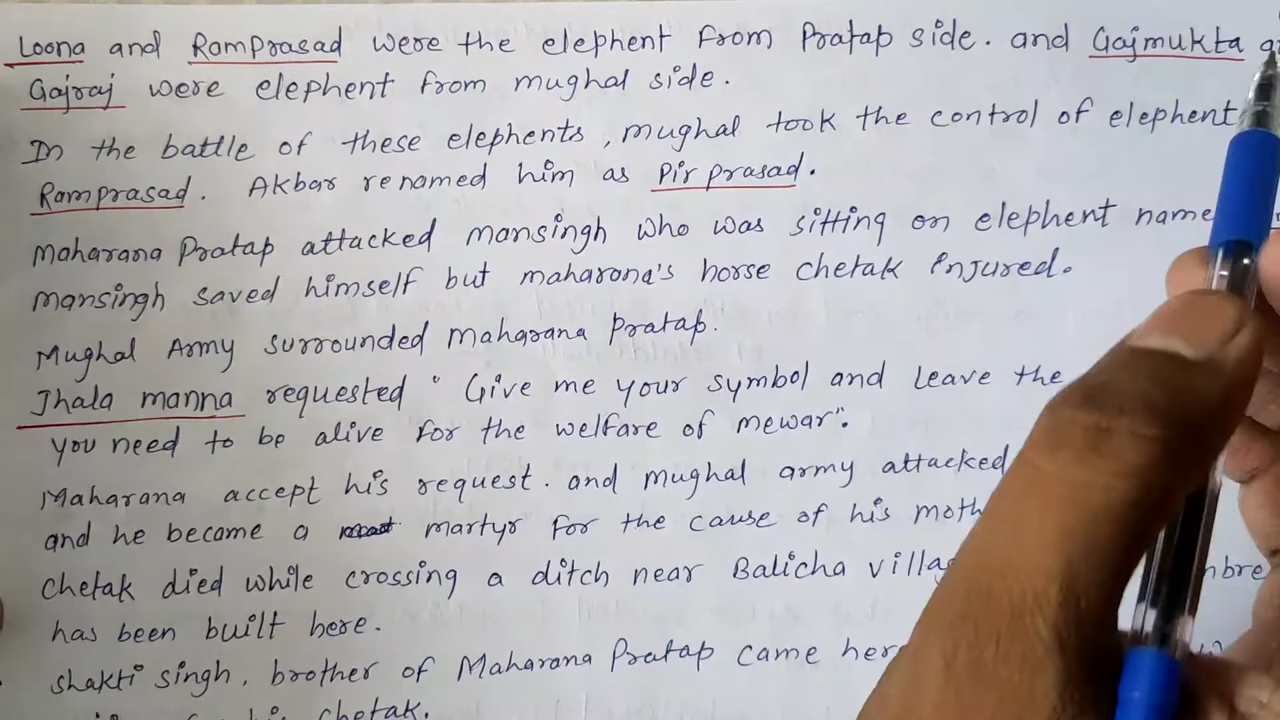 Loona and Ramprasad were the elephent from Pratap side. and Gajmukta
Gajraj were elephent from mughal side.
In the battle of these elephents, mughal took the control of elephent
Ramprasad. Akbar renamed him as Pir prasad.
Maharana Pratap attacked mansingh who was sitting on elephent name
mansingh saved himself but maharana's horse chetak injured.
Mughal Army surrounded Maharana Pratap.
Jhala manna requested " Give me your symbol and leave the
you need to be alive for the welfare of mewar".
Maharana accept his request. and mughal army attacked
and he became a martyr for the cause of his moth
chetak died while crossing a ditch near Balicha villag
has been built here.
shakti singh, brother of Maharana Pratap came her
chetak.